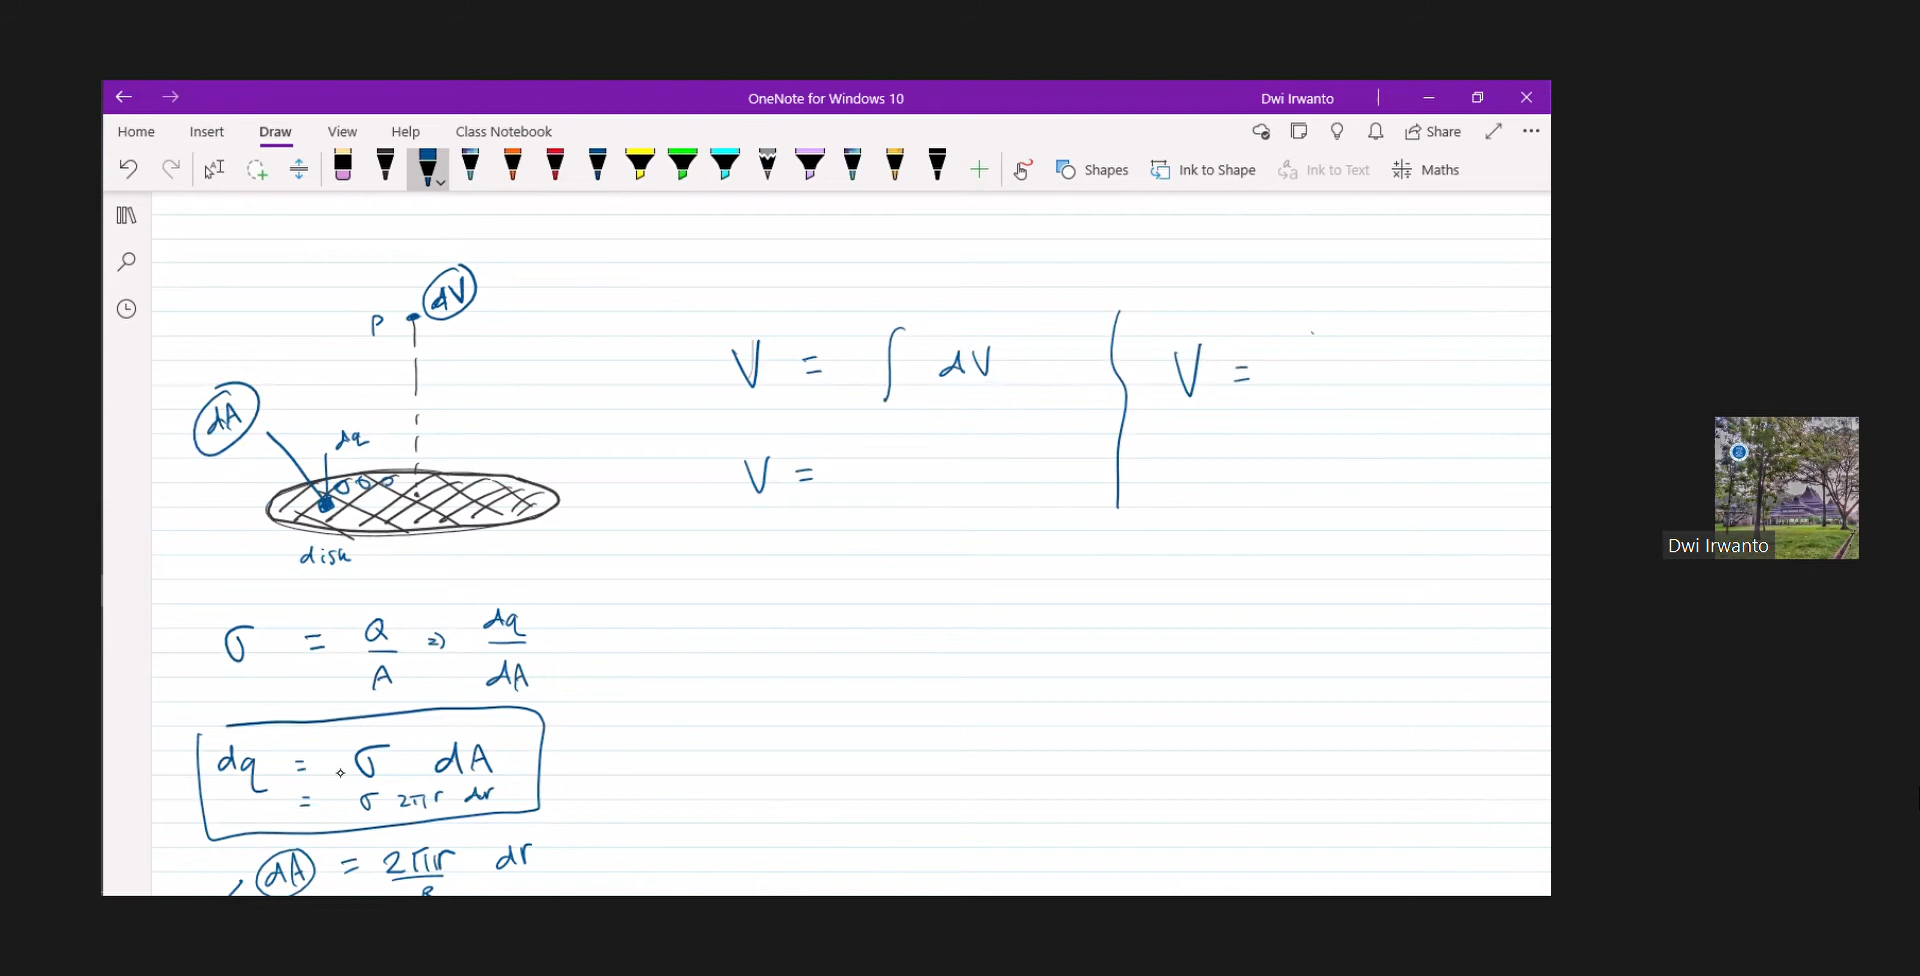 OneNote for Windows 10
Dwi Irwanto
Home Insert Draw View Help Class Notebook
Share
Shapes Ink to Shape Ink to Text Maths
P dV
dA
dq
σ σ σ
disk
V = ∫ dV
V =
V =
σ = Q/A => dq/dA
dq = σ dA
= σ 2πr dr
dA = 2πr dr
Dwi Irwanto